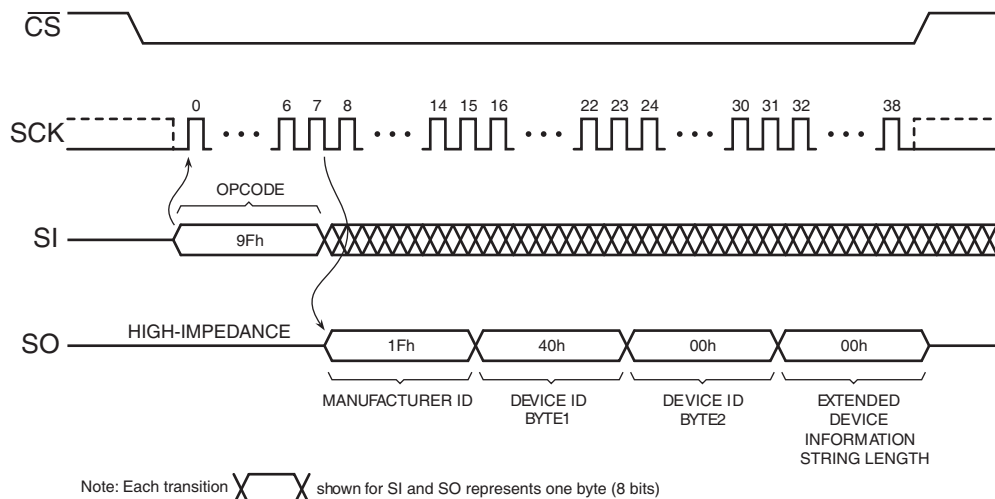 CS
SCK
0 6 7 8 14 15 16 22 23 24 30 31 32 38
OPCODE
SI
9Fh
HIGH-IMPEDANCE
SO
1Fh 40h 00h 00h
MANUFACTURER ID
DEVICE ID
BYTE1
DEVICE ID
BYTE2
EXTENDED
DEVICE
INFORMATION
STRING LENGTH
Note: Each transition shown for SI and SO represents one byte (8 bits)